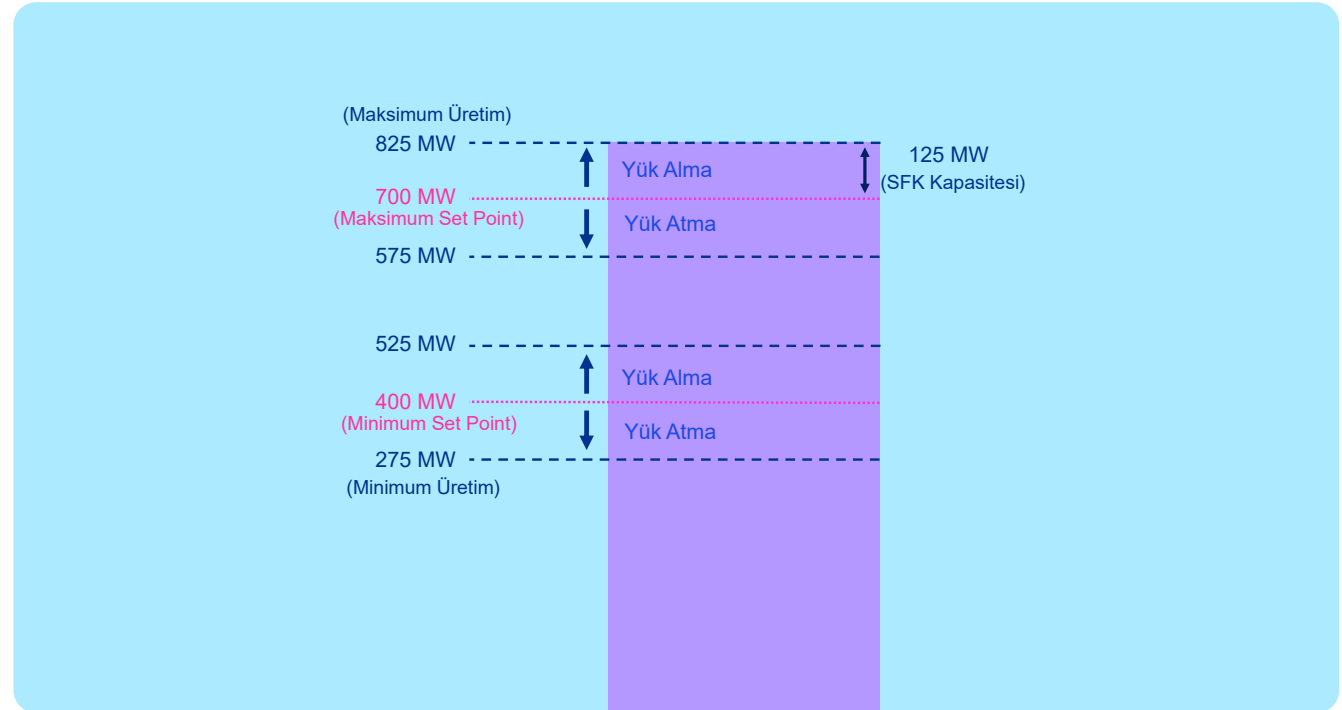 (Maksimum Üretim)
825 MW
Yük Alma
125 MW
(SFK Kapasitesi)
700 MW
(Maksimum Set Point)
Yük Atma
575 MW
525 MW
Yük Alma
400 MW
(Minimum Set Point)
Yük Atma
275 MW
(Minimum Üretim)